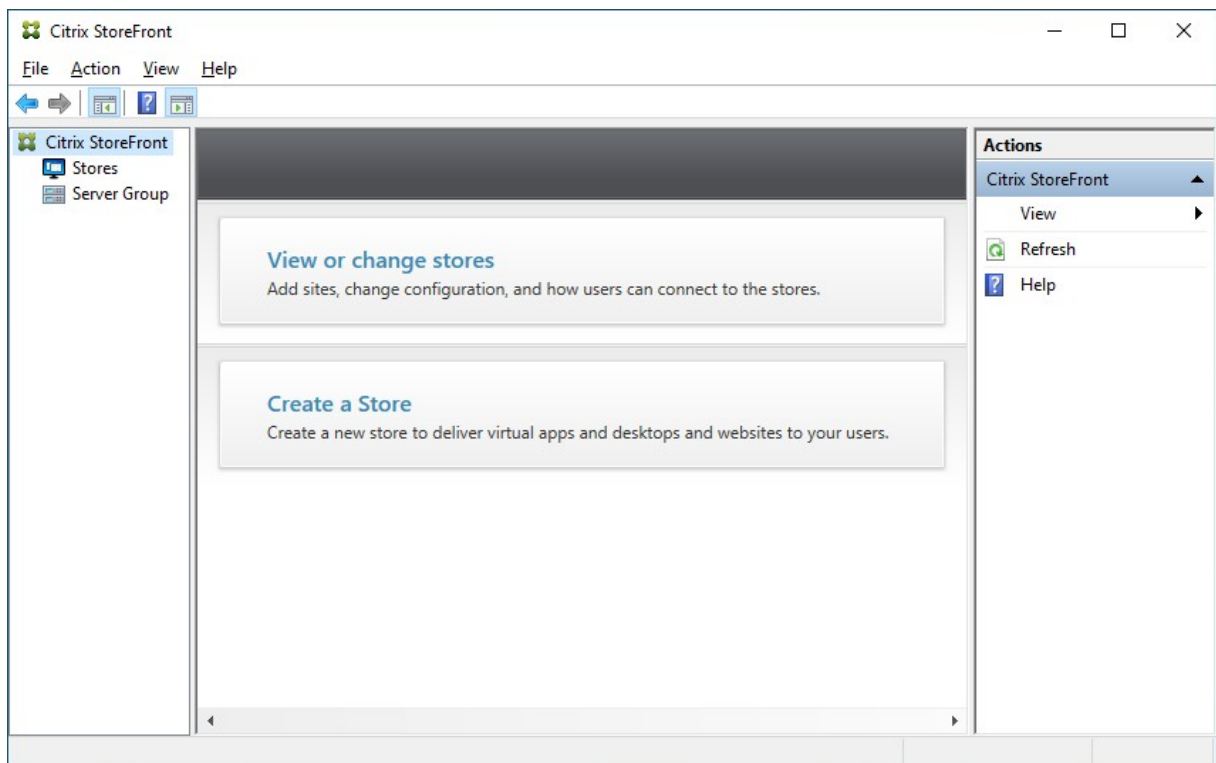 Citrix StoreFront
File Action View Help
Citrix StoreFront
Stores
Server Group
View or change stores
Add sites, change configuration, and how users can connect to the stores.
Create a Store
Create a new store to deliver virtual apps and desktops and websites to your users.
Actions
Citrix StoreFront
View
Refresh
Help